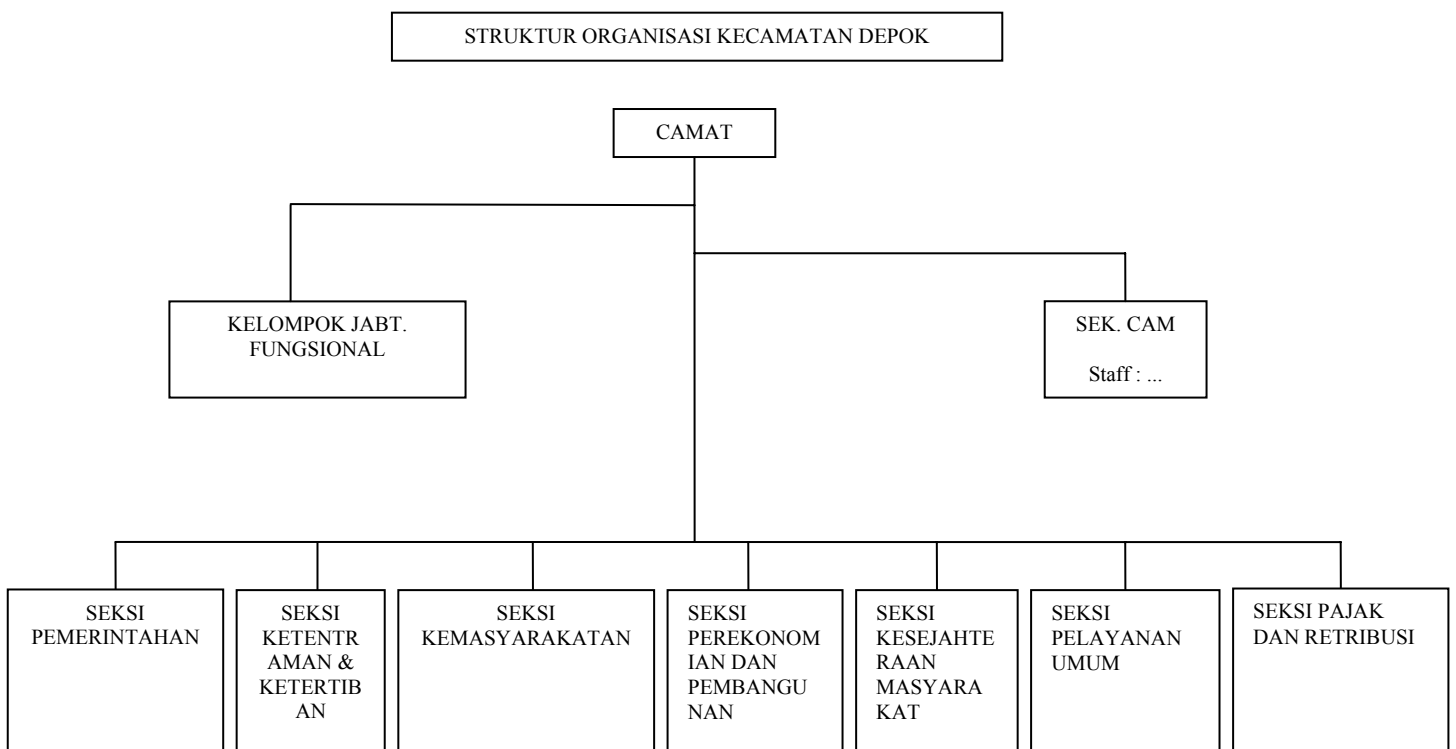 STRUKTUR ORGANISASI KECAMATAN DEPOK
CAMAT
KELOMPOK JABT.
FUNGSIONAL
SEK. CAM
Staff : ...
SEKSI
PEMERINTAHAN
SEKSI
KETENTR
AMAN &
KETERTIB
AN
SEKSI
KEMASYARAKATAN
SEKSI
PEREKONOM
IAN DAN
PEMBANGU
NAN
SEKSI
KESEJAHTE
RAAN
MASYARA
KAT
SEKSI
PELAYANAN
UMUM
SEKSI PAJAK
DAN RETRIBUSI